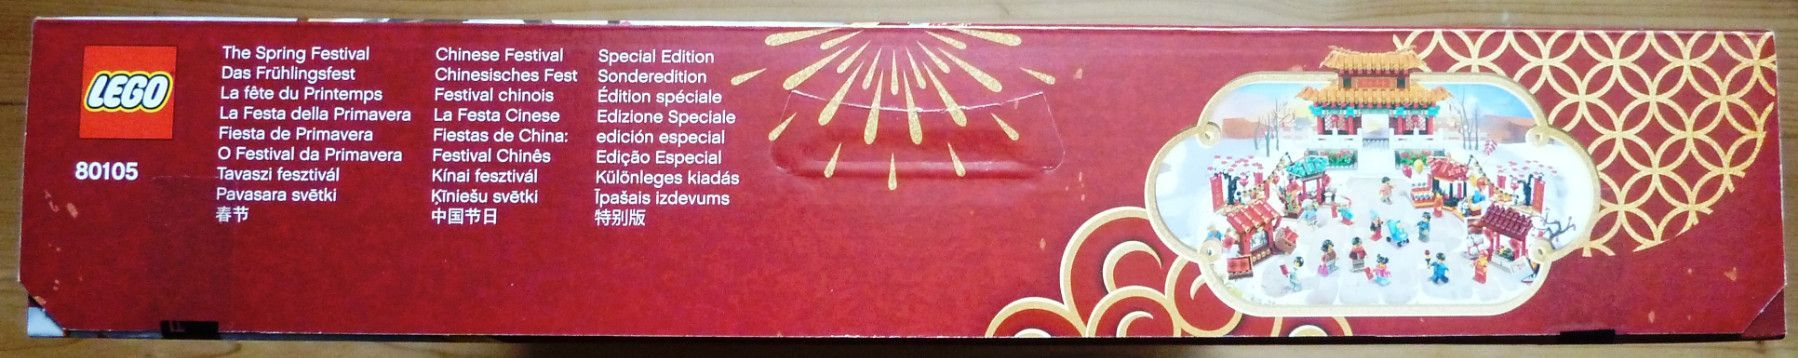 LEGO
80105
The Spring Festival
Das Frühlingsfest
La fête du Printemps
La Festa della Primavera
Fiesta de Primavera
O Festival da Primavera
Tavaszi fesztivál
Pavasara svētki
春节
Chinese Festival
Chinesisches Fest
Festival chinois
La Festa Cinese
Fiestas de China:
Festival Chinês
Kínai fesztivál
Ķīniešu svētki
中国节日
Special Edition
Sonderedition
Édition spéciale
Edizione Speciale
edición especial
Edição Especial
Különleges kiadás
Īpašais izdevums
特别版